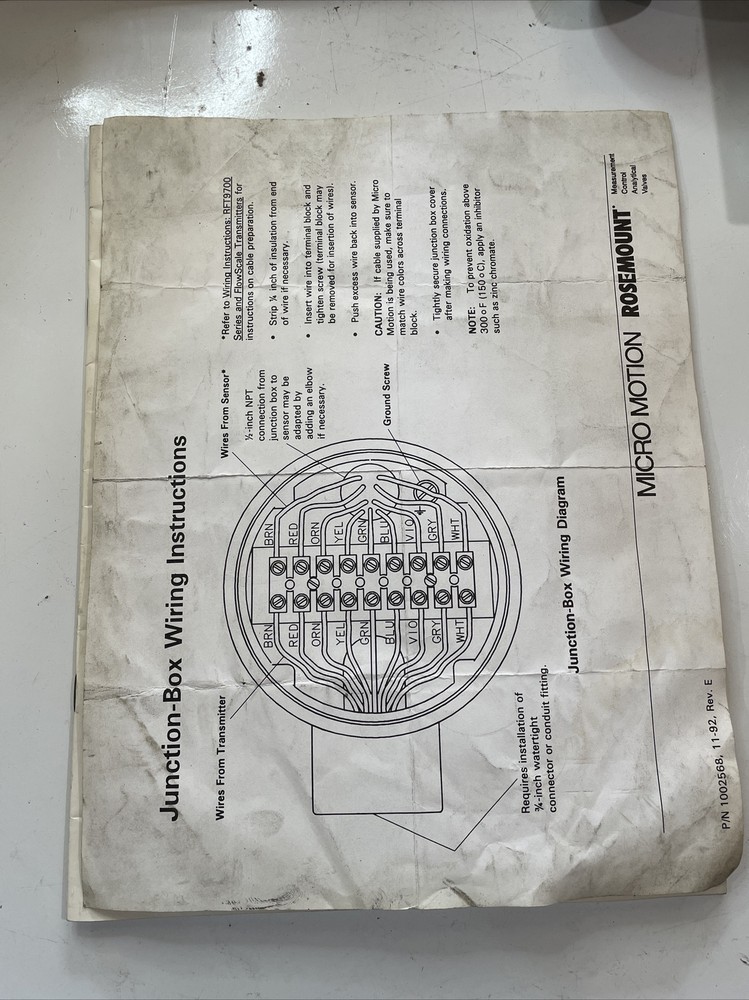 Junction-Box Wiring Instructions
Wires From Transmitter
Wires From Sensor*
½-inch NPT
connection from
junction box to
sensor may be
adapted by
adding an elbow
if necessary.
Ground Screw
BRN
RED
ORN
YEL
GRN
BLU
VIO
GRY
WHT
BRN
RED
ORN
YEL
GRN
BLU
VIO
GRY
WHT
Requires installation of
¾-inch watertight
connector or conduit fitting.
Junction-Box Wiring Diagram
*Refer to Wiring Instructions: RFT9700
Series and FlowScale Transmitters for
instructions on cable preparation.
• Strip ¼ inch of insulation from end
of wire if necessary.
• Insert wire into terminal block and
tighten screw (terminal block may
be removed for insertion of wires).
• Push excess wire back into sensor.
CAUTION: If cable supplied by Micro
Motion is being used, make sure to
match wire colors across terminal
block.
• Tightly secure junction box cover
after making wiring connections.
NOTE: To prevent oxidation above
300 o F (150 o C), apply an inhibitor
such as zinc chromate.
MICRO MOTION ROSEMOUNT®
Measurement
Control
Analytical
Valves
P/N 1002568, 11-92, Rev. E